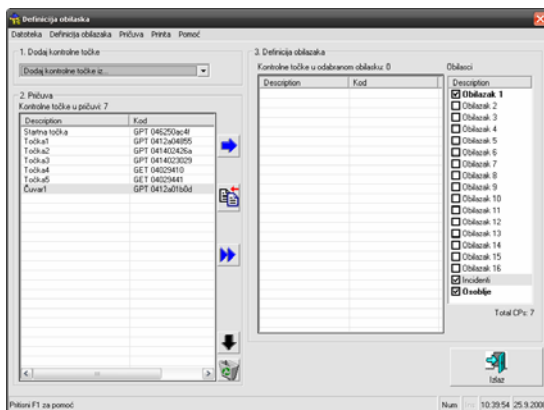 Definicija obilaska
Datoteka Definicija obilazaka Pričuva Printa Pomoć
1. Dodaj kontrolne točke
Dodaj kontrolne točke iz...
2. Pričuva
Kontrolne točke u pričuvi: 7
Description Kod
Startna točka GPT 046250ac4f
Točka1 GPT 0412a04855
Točka2 GPT 041402426a
Točka3 GPT 0414023029
Točka4 GET 04029410
Točka5 GET 04029441
Čuvar1 GPT 0412a01b0d
3. Definicija obilazaka
Kontrolne točke u odabranom obilasku: 0
Description Kod
Obilasci
Description
Obilazak 1
Obilazak 2
Obilazak 3
Obilazak 4
Obilazak 5
Obilazak 6
Obilazak 7
Obilazak 8
Obilazak 9
Obilazak 10
Obilazak 11
Obilazak 12
Obilazak 13
Obilazak 14
Obilazak 15
Obilazak 16
Incidenti
Osoblje
Total CPs: 7
Izlaz
Pritisni F1 za pomoć
Num
10:39:54 25.9.200